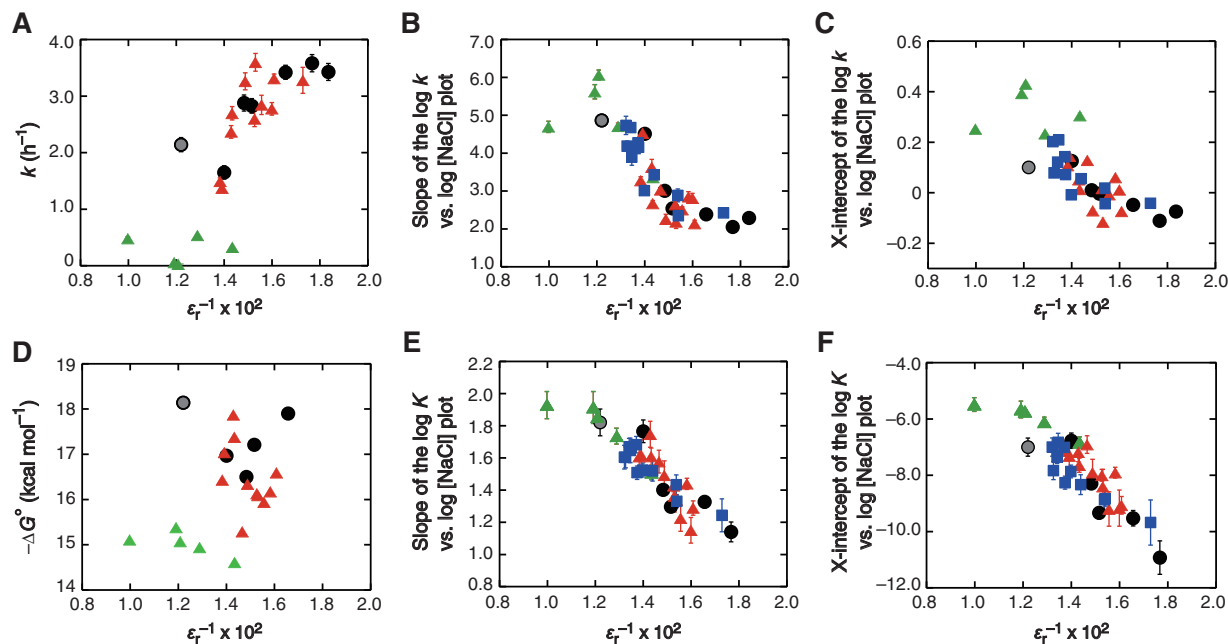 A
k (h⁻¹)
4.0
3.0
2.0
1.0
0
1.0 1.2 1.4 1.6 1.8 2.0
εᵣ⁻¹ x 10²
B
Slope of the log k
vs. log [NaCl] plot
7.0
6.0
5.0
4.0
3.0
2.0
1.0
1.0 1.2 1.4 1.6 1.8 2.0
εᵣ⁻¹ x 10²
C
X-intercept of the log k
vs. log [NaCl] plot
0.6
0.4
0.2
0
−0.2
1.0 1.2 1.4 1.6 1.8 2.0
εᵣ⁻¹ x 10²
D
−ΔG° (kcal mol⁻¹)
19
18
17
16
15
14
1.0 1.2 1.4 1.6 1.8 2.0
εᵣ⁻¹ x 10²
E
Slope of the log K
vs. log [NaCl] plot
2.2
2.0
1.8
1.6
1.4
1.2
1.0
0.8
1.0 1.2 1.4 1.6 1.8 2.0
εᵣ⁻¹ x 10²
F
X-intercept of the log K
vs. log [NaCl] plot
−4.0
−6.0
−8.0
−10.0
−12.0
1.0 1.2 1.4 1.6 1.8 2.0
εᵣ⁻¹ x 10²